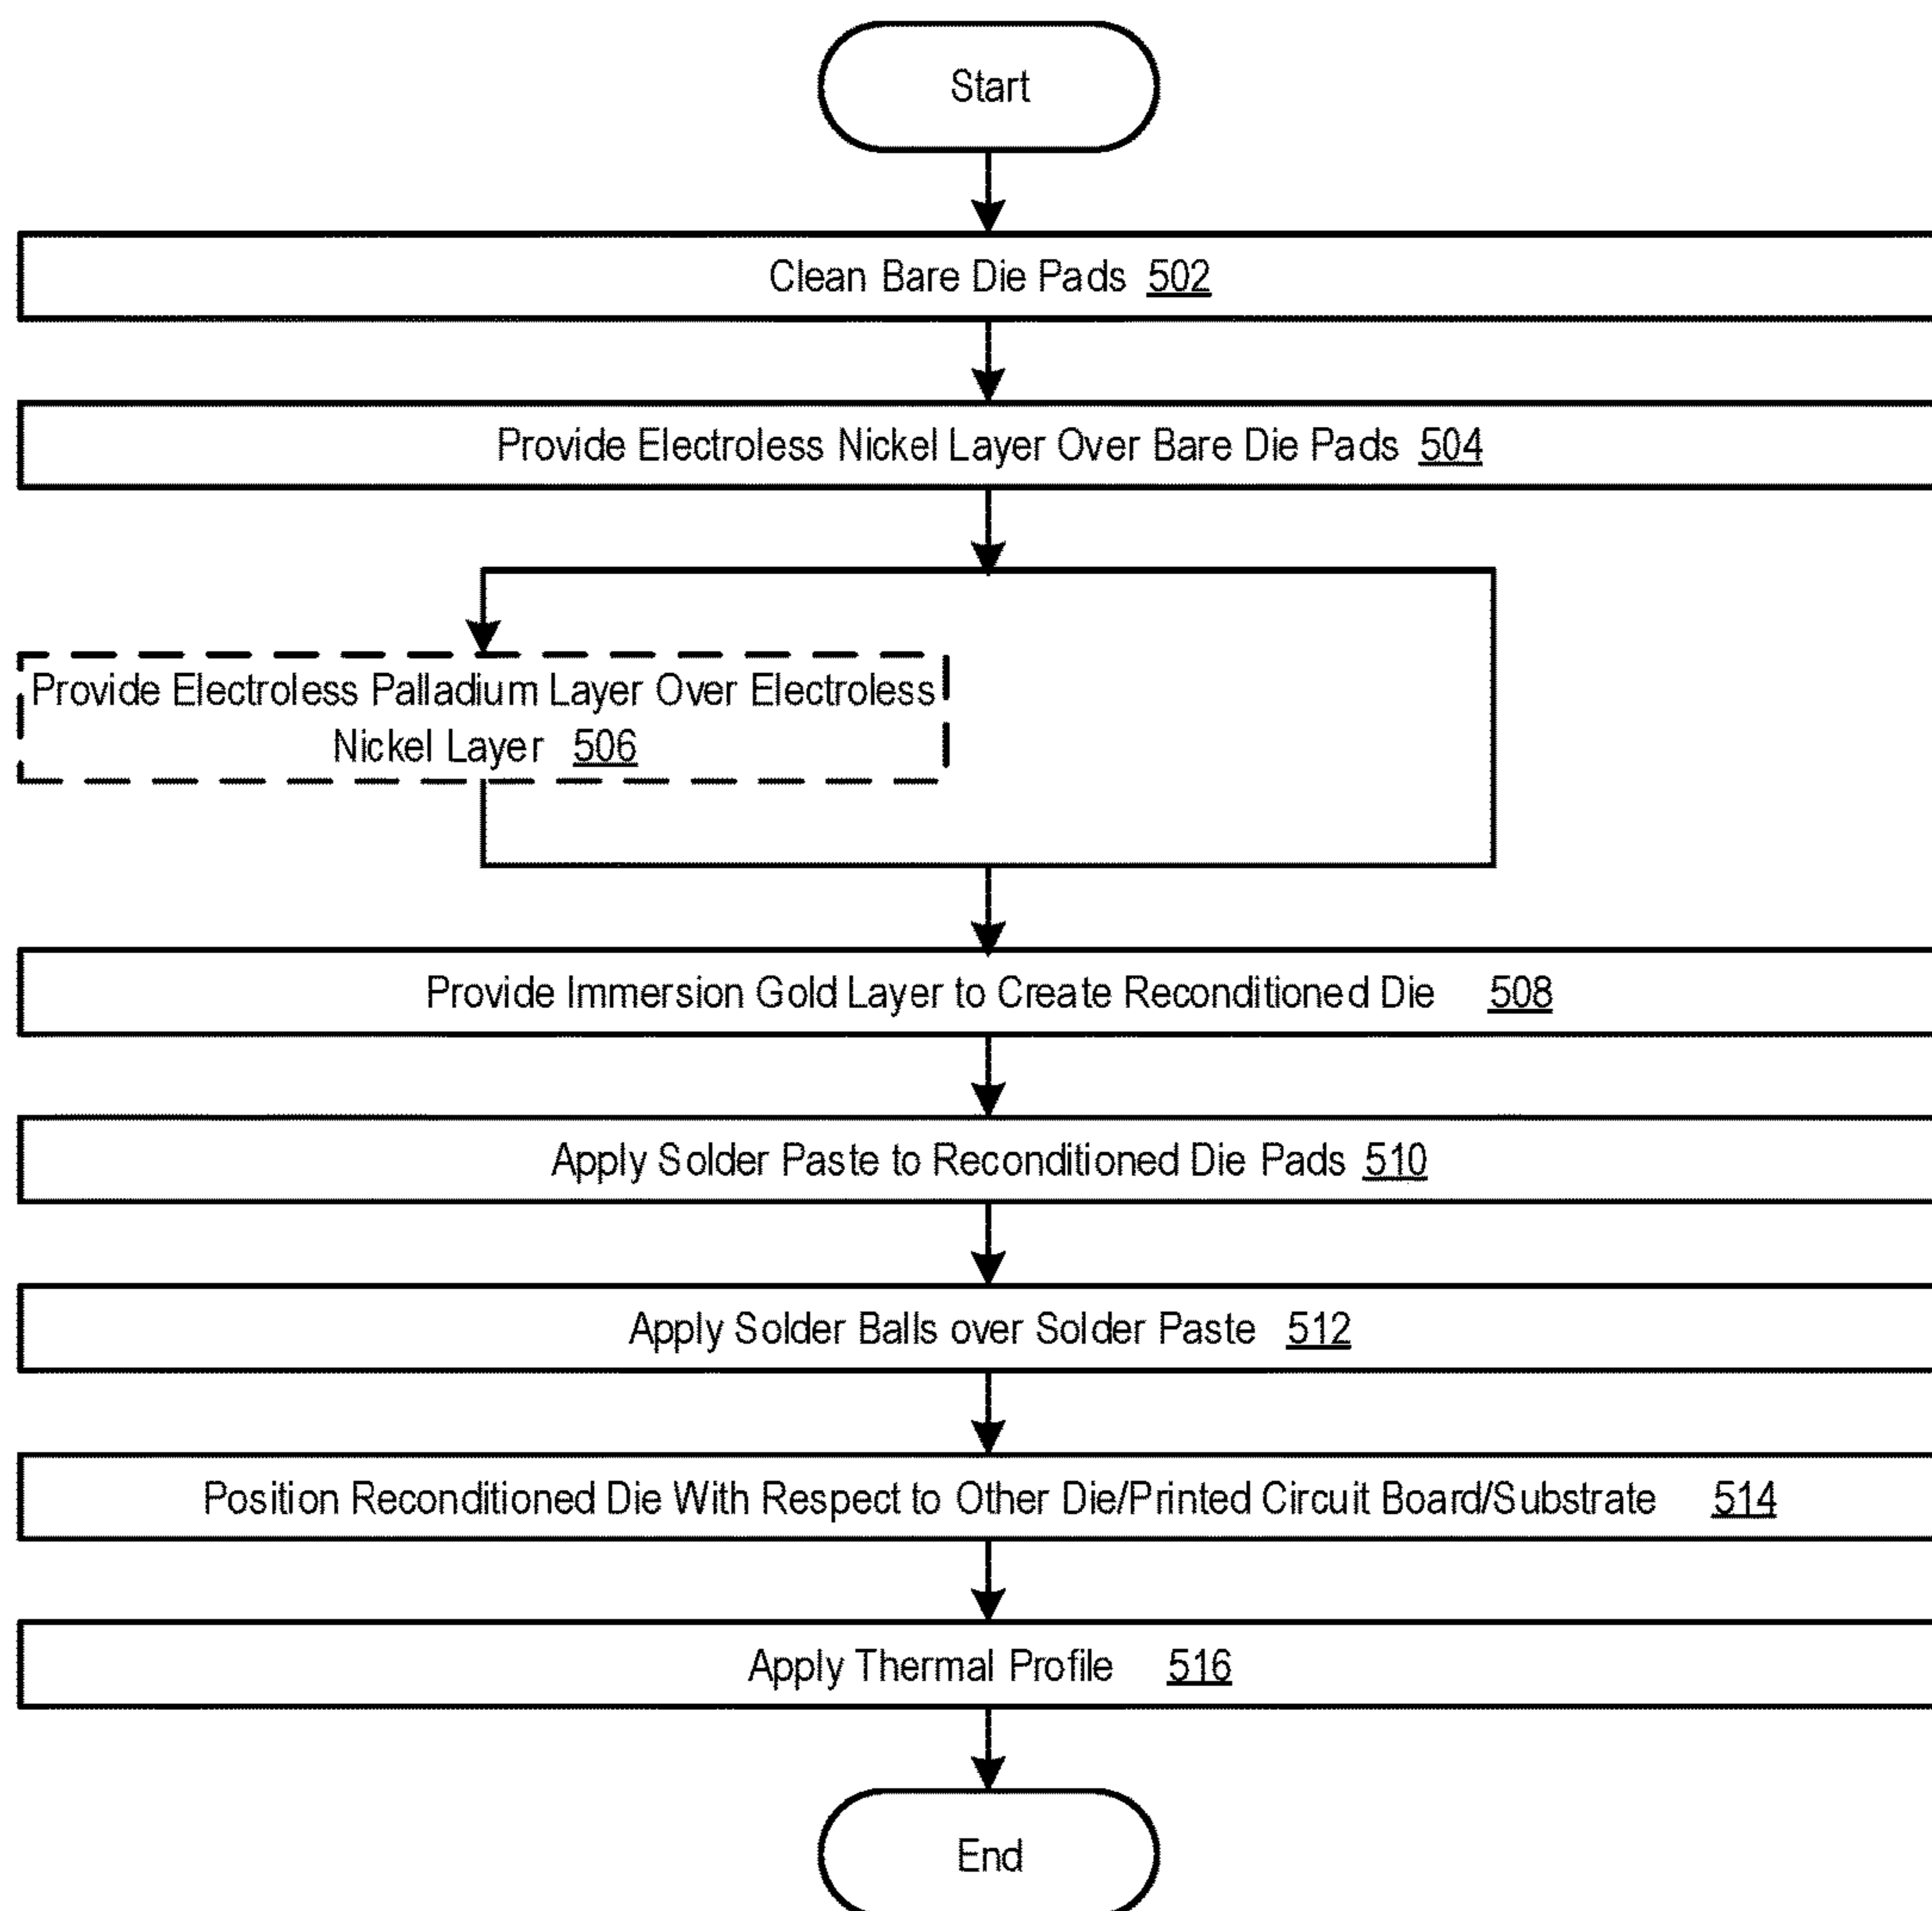 Start
Clean Bare Die Pads 502
Provide Electroless Nickel Layer Over Bare Die Pads 504
Provide Electroless Palladium Layer Over Electroless
Nickel Layer 506
Provide Immersion Gold Layer to Create Reconditioned Die 508
Apply Solder Paste to Reconditioned Die Pads 510
Apply Solder Balls over Solder Paste 512
Position Reconditioned Die With Respect to Other Die/Printed Circuit Board/Substrate 514
Apply Thermal Profile 516
End